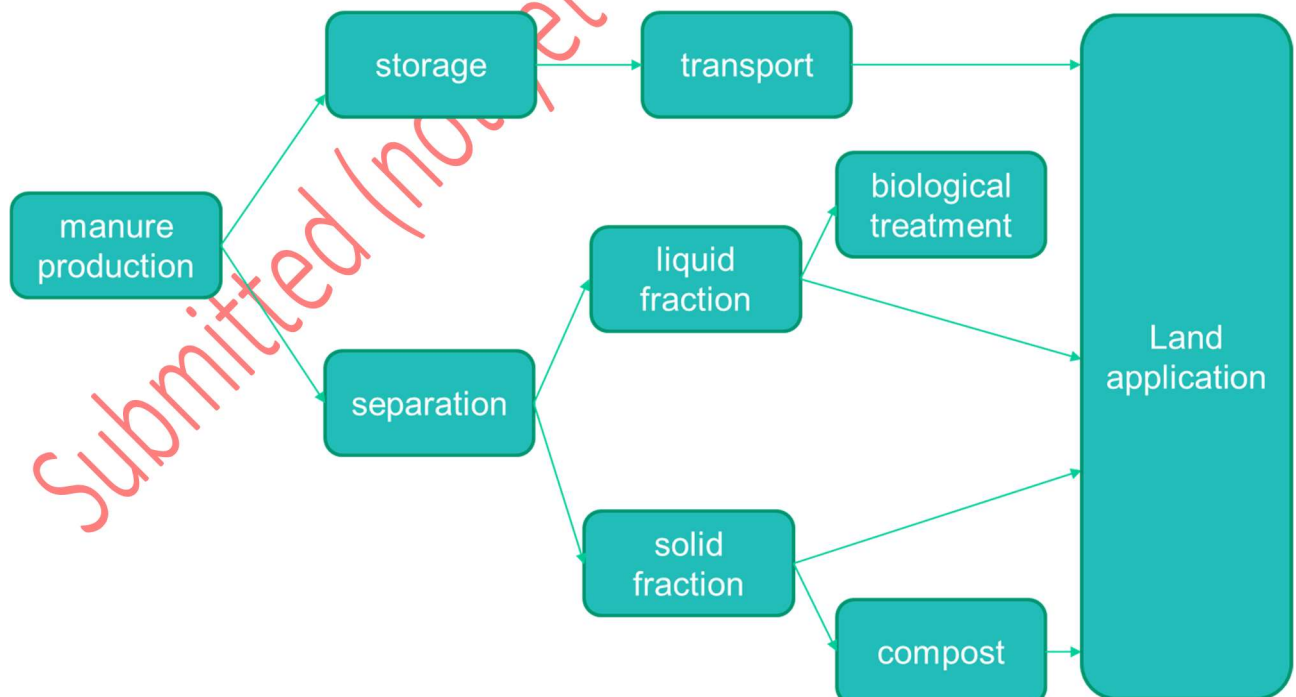 storage
transport
biological
treatment
manure
production
liquid
fraction
Land
application
separation
solid
fraction
compost
Submitted (not